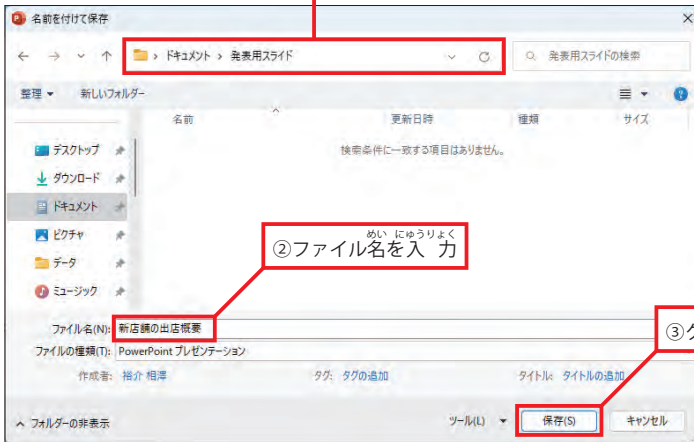 名前を付けて保存
ドキュメント › 発表用スライド
発表用スライドの検索
整理 新しいフォルダー
名前 更新日時 種類 サイズ
検索条件に一致する項目はありません。
デスクトップ
ダウンロード
ドキュメント
ピクチャ
データ
ミュージック
めい にゅうりょく
②ファイル名を入力
ファイル名(N): 新店舗の出店概要
③ク
ファイルの種類(T): PowerPoint プレゼンテーション
作成者: 裕介 相澤 タグ: タグの追加 タイトル: タイトルの追加
フォルダーの非表示 ツール(L) 保存(S) キャンセル